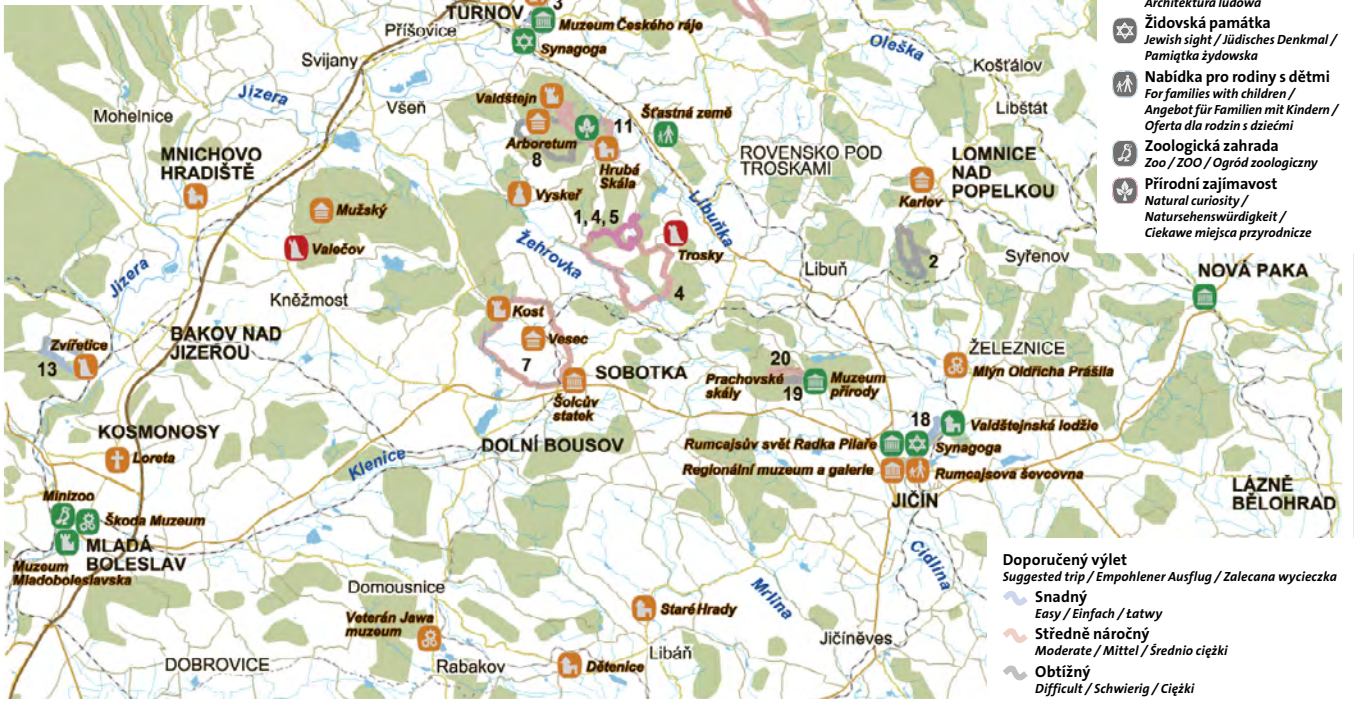 TURNOV
3
Muzeum Českého ráje
Příšovice
Synagoga
Oleška
Svijany
Košťálov
Jizera
Všeň
Valdštejn
Libštát
Mohelnice
Šťastná země
11
Arboretum
8
MNICHOVO
HRADIŠTĚ
Hrubá
Skála
ROVENSKO POD
TROSKAMI
LOMNICE
NAD
POPELKOU
Karlov
Vyskeř
Mužský
1, 4, 5
Libuňka
Valečov
Žehrovka
Trosky
2
Syřenov
Libuň
NOVÁ PAKA
Jizera
4
Kněžmost
Kost
BAKOV NAD
JIZEROU
Zvířetice
13
Vesec
7
ŽELEZNICE
Mlýn Oldřicha Prášila
20
SOBOTKA
Prachovské
skály
19
Muzeum
přírody
Šolcův
statek
18
Valdštejnská lodžie
KOSMONOSY
Loreta
DOLNÍ BOUSOV
Rumcajsův svět Radka Pilaře
Synagoga
Klenice
Regionální muzeum a galerie
Rumcajsova ševcovna
JIČÍN
LÁZNĚ
BĚLOHRAD
Minizoo
Škoda Muzeum
MLADÁ
BOLESLAV
Muzeum
Mladoboleslavska
Cidlina
Domousnice
Mrlina
Staré Hrady
Veterán Jawa
muzeum
Jičíněves
Libáň
DOBROVICE
Rabakov
Dětenice
Architektura ludowa
Židovská památka
Jewish sight / Jüdisches Denkmal /
Pamiątka żydowska
Nabídka pro rodiny s dětmi
For families with children /
Angebot für Familien mit Kindern /
Oferta dla rodzin s dziećmi
Zoologická zahrada
Zoo / ZOO / Ogród zoologiczny
Přírodní zajímavost
Natural curiosity /
Natursehenswürdigkeit /
Ciekawe miejsca przyrodnicze
Doporučený výlet
Suggested trip / Empohlener Ausflug / Zalecana wycieczka
Snadný
Easy / Einfach / Łatwy
Středně náročný
Moderate / Mittel / Średnio ciężki
Obtížný
Difficult / Schwierig / Ciężki